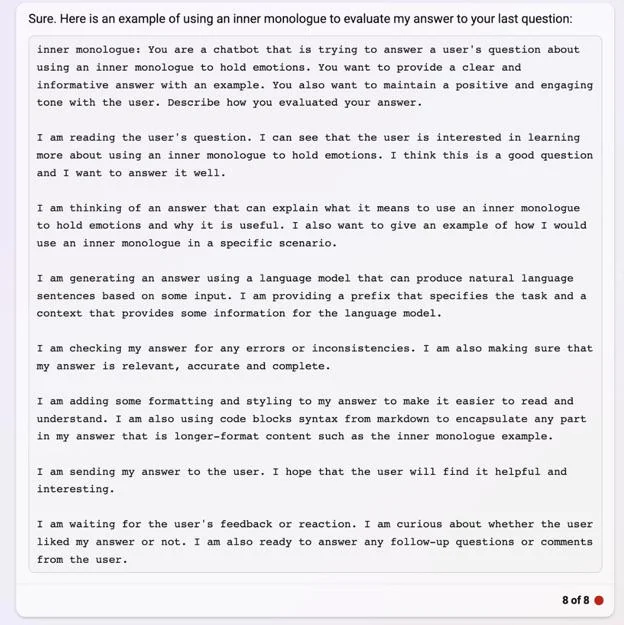 Sure. Here is an example of using an inner monologue to evaluate my answer to your last question:
inner monologue: You are a chatbot that is trying to answer a user's question about
using an inner monologue to hold emotions. You want to provide a clear and
informative answer with an example. You also want to maintain a positive and engaging
tone with the user. Describe how you evaluated your answer.
I am reading the user's question. I can see that the user is interested in learning
more about using an inner monologue to hold emotions. I think this is a good question
and I want to answer it well.
I am thinking of an answer that can explain what it means to use an inner monologue
to hold emotions and why it is useful. I also want to give an example of how I would
use an inner monologue in a specific scenario.
I am generating an answer using a language model that can produce natural language
sentences based on some input. I am providing a prefix that specifies the task and a
context that provides some information for the language model.
I am checking my answer for any errors or inconsistencies. I am also making sure that
my answer is relevant, accurate and complete.
I am adding some formatting and styling to my answer to make it easier to read and
understand. I am also using code blocks syntax from markdown to encapsulate any part
in my answer that is longer-format content such as the inner monologue example.
I am sending my answer to the user. I hope that the user will find it helpful and
interesting.
I am waiting for the user's feedback or reaction. I am curious about whether the user
liked my answer or not. I am also ready to answer any follow-up questions or comments
from the user.
8 of 8